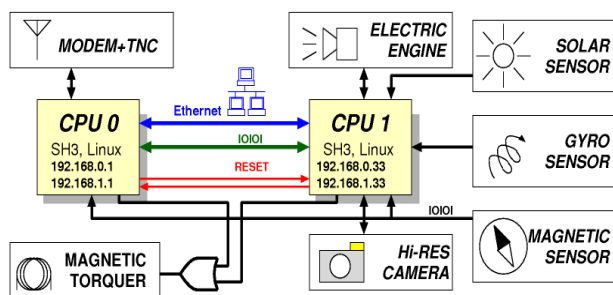 MODEM+TNC
ELECTRIC
ENGINE
SOLAR
SENSOR
Ethernet
CPU 0
SH3, Linux
192.168.0.1
192.168.1.1
IOIOI
RESET
CPU 1
SH3, Linux
192.168.0.33
192.168.1.33
GYRO
SENSOR
IOIOI
MAGNETIC
TORQUER
Hi-RES
CAMERA
MAGNETIC
SENSOR